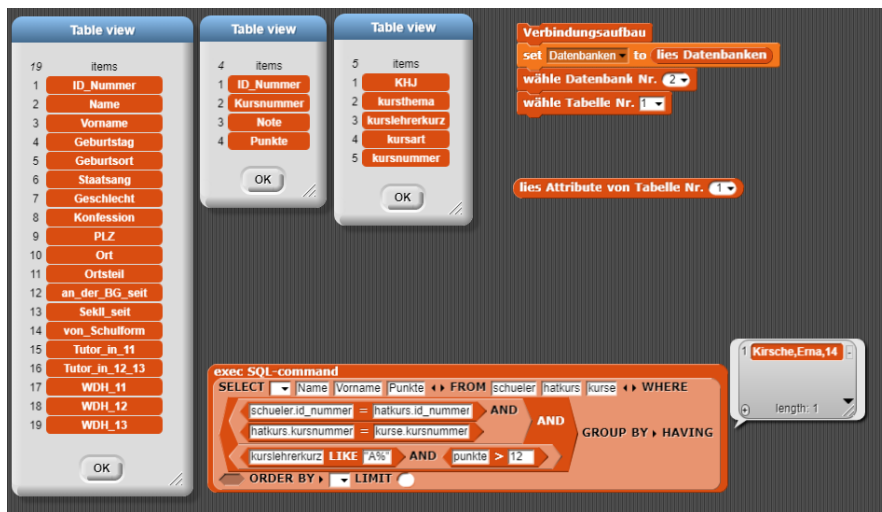 Table view
19 items
1 ID_Nummer
2 Name
3 Vorname
4 Geburtstag
5 Geburtsort
6 Staatsang
7 Geschlecht
8 Konfession
9 PLZ
10 Ort
11 Ortsteil
12 an_der_BG_seit
13 SekII_seit
14 von_Schulform
15 Tutor_in_11
16 Tutor_in_12_13
17 WDH_11
18 WDH_12
19 WDH_13
OK
Table view
4 items
1 ID_Nummer
2 Kursnummer
3 Note
4 Punkte
OK
Table view
5 items
1 KHJ
2 kursthema
3 kurslehrerkurz
4 kursart
5 kursnummer
OK
Verbindungsaufbau
set Datenbanken to lies Datenbanken
wähle Datenbank Nr. 2
wähle Tabelle Nr. 1
lies Attribute von Tabelle Nr. 1
exec SQL-command
SELECT Name Vorname Punkte FROM schueler hatkurs kurse WHERE
schueler.id_nummer = hatkurs.id_nummer AND
hatkurs.kursnummer = kurse.kursnummer
AND
kurslehrerkurz LIKE "A%" AND punkte > 12
GROUP BY HAVING
ORDER BY LIMIT
1 Kirsche,Erna,14
length: 1